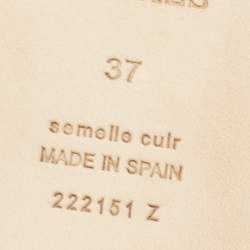 37
semelle cuir
MADE IN SPAIN
222151 Z